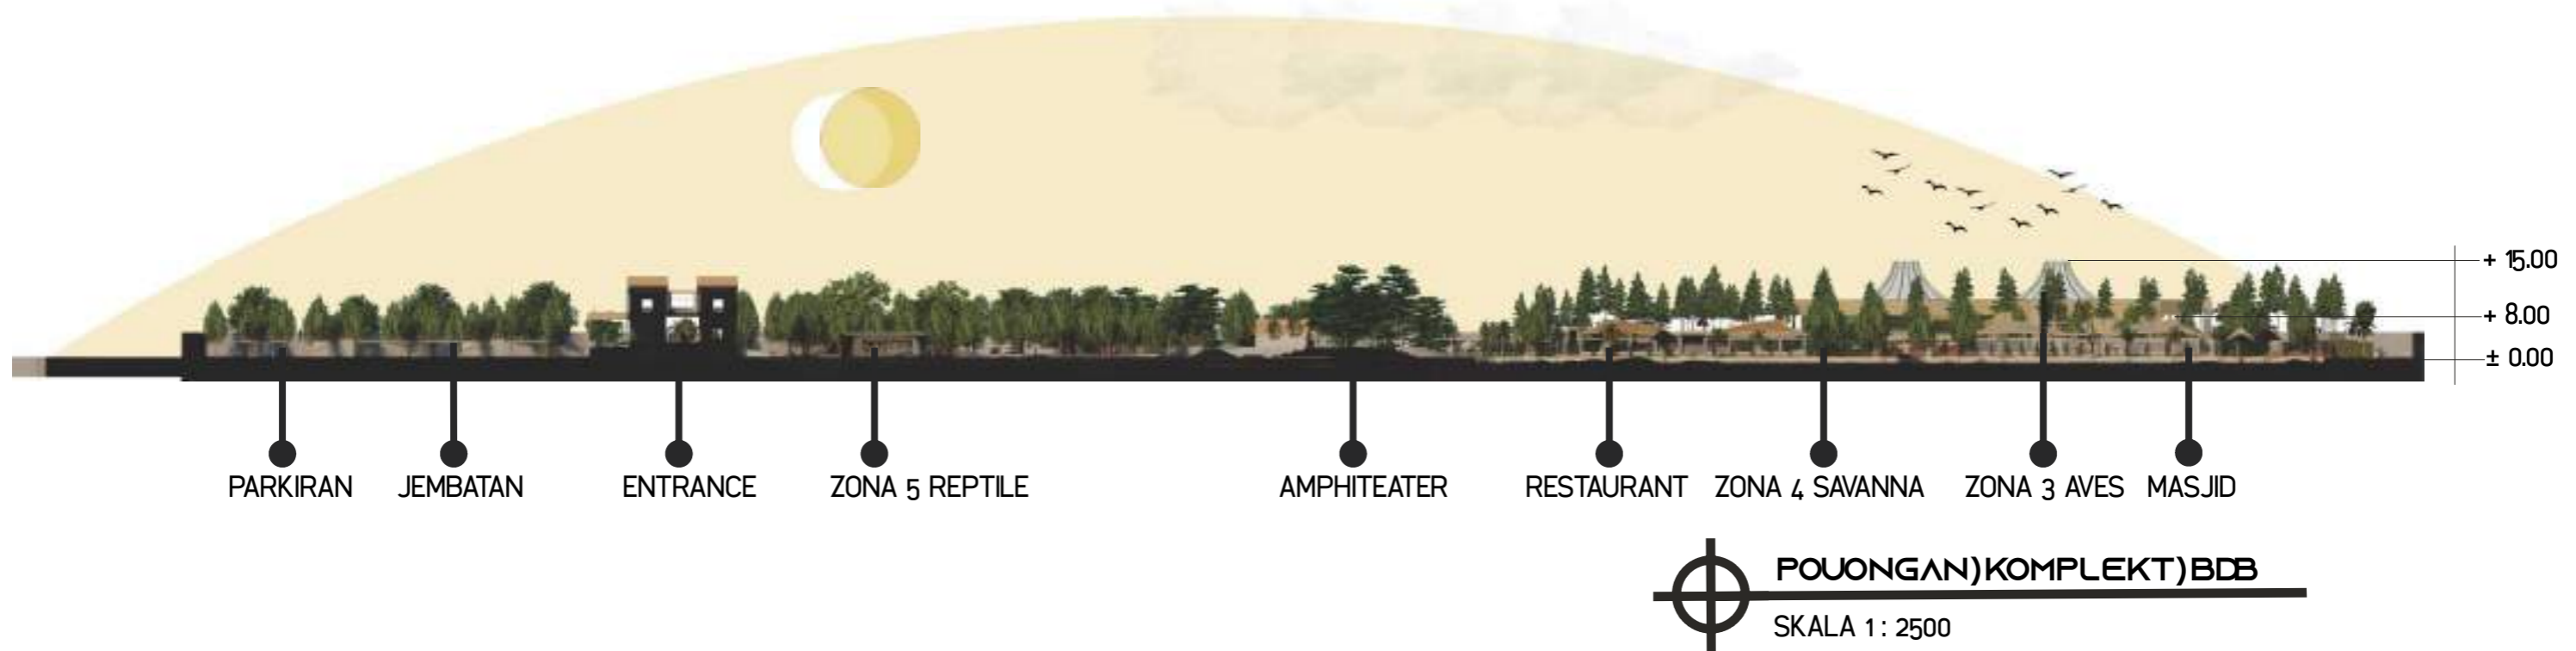 + 15.00
+ 8.00
± 0.00
PARKIRAN JEMBATAN ENTRANCE ZONA 5 REPTILE AMPHITEATER RESTAURANT ZONA 4 SAVANNA ZONA 3 AVES MASJID
POUONGAN)KOMPLEKT)BDB
SKALA 1 : 2500